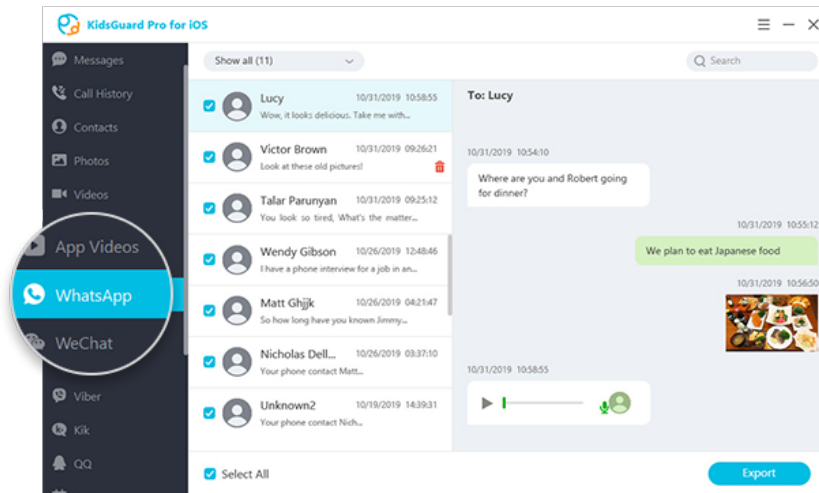 KidsGuard Pro for iOS
Messages
Call History
Contacts
Photos
Videos
App Videos
WhatsApp
WeChat
Viber
Kik
QQ
Show all (11)
Search
Lucy 10/31/2019 10:58:55
Wow, it looks delicious. Take me with...
Victor Brown 10/31/2019 09:26:21
Look at these old pictures!
Talar Parunyan 10/31/2019 09:25:12
You look so tired, What's the matter...
Wendy Gibson 10/26/2019 12:48:46
I have a phone interview for a job in an...
Matt Ghjjk 10/26/2019 04:21:47
So how long have you known Jimmy...
Nicholas Dell... 10/26/2019 03:37:10
Your phone contact Matt...
Unknown2 10/19/2019 14:39:31
Your phone contact Nich...
Select All
To: Lucy
10/31/2019 10:54:10
Where are you and Robert going
for dinner?
10/31/2019 10:55:12
We plan to eat Japanese food
10/31/2019 10:56:50
10/31/2019 10:58:55
Export